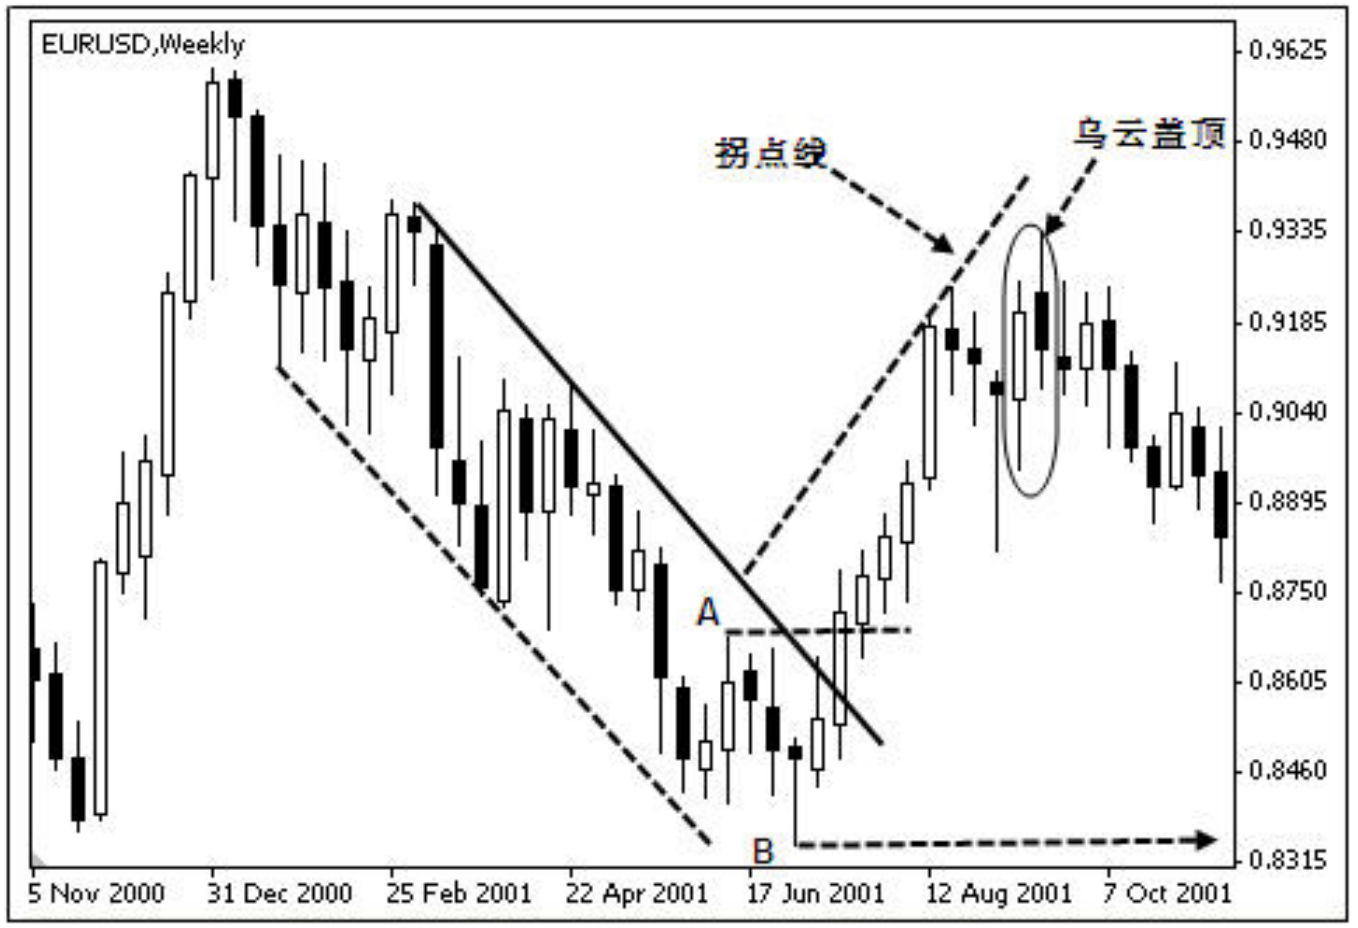 EURUSD,Weekly
0.9625
0.9480
0.9335
0.9185
0.9040
0.8895
0.8750
0.8605
0.8460
0.8315
拐点线
乌云盖顶
A
B
5 Nov 2000 31 Dec 2000 25 Feb 2001 22 Apr 2001 17 Jun 2001 12 Aug 2001 7 Oct 2001